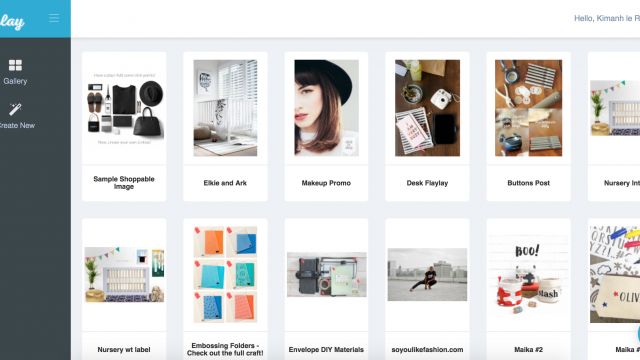 lay
Hello, Kimanh le R
Gallery
Create New
Have a play! Add some click points!
Now, create your own lookbook!
Sample Shoppable
Image
Elkie and Ark
Makeup Promo
Desk Flaylay
Buttons Post
Nursery Int
BOO!
stash
OLIV
Nursery wt label
Embossing Folders -
Check out the full craft!
Envelope DIY Materials
soyoulikefashion.com
Maika #2
Maika #